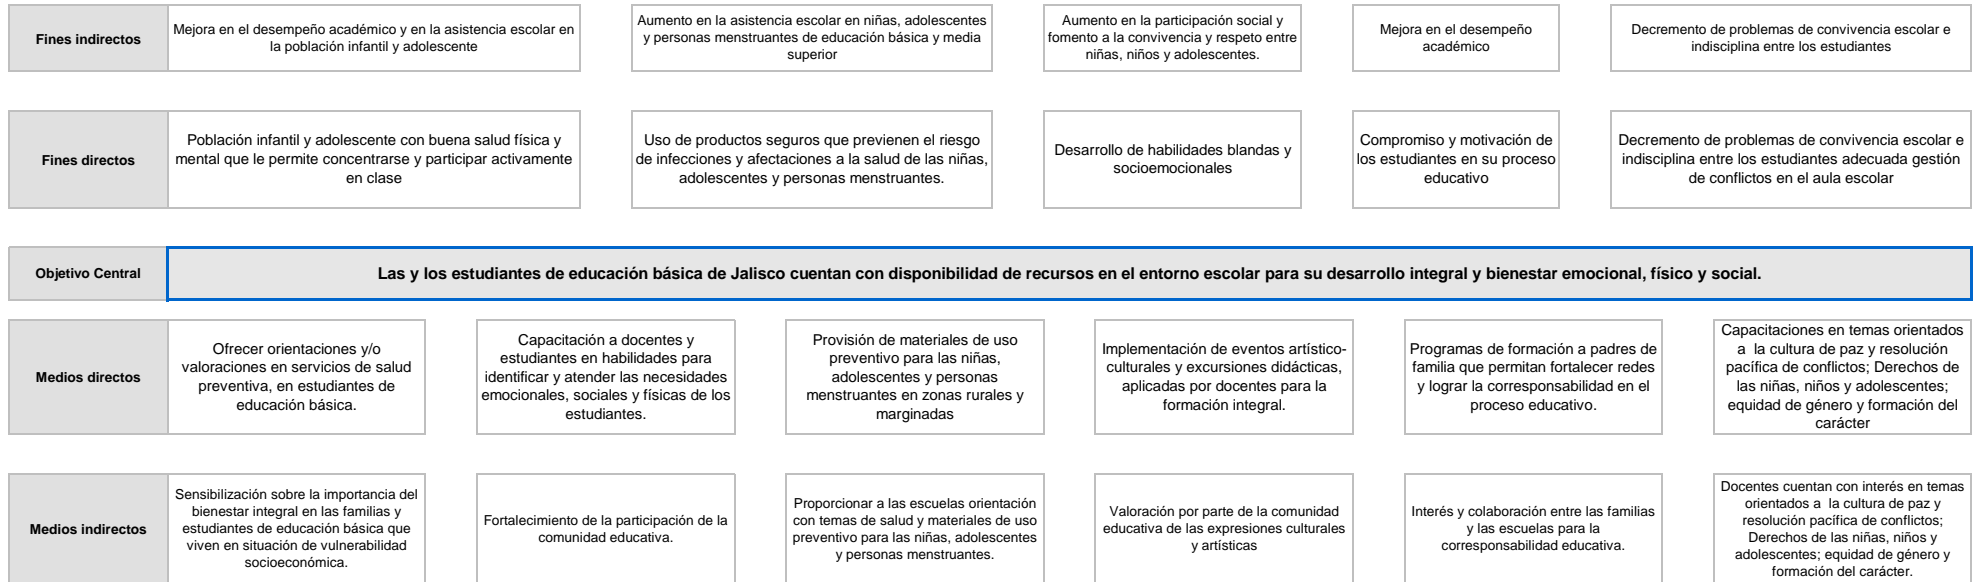 Fines indirectos
Mejora en el desempeño académico y en la asistencia escolar en
la población infantil y adolescente
Aumento en la asistencia escolar en niñas, adolescentes
y personas menstruantes de educación básica y media
superior
Aumento en la participación social y
fomento a la convivencia y respeto entre
niñas, niños y adolescentes.
Mejora en el desempeño
académico
Decremento de problemas de convivencia escolar e
indisciplina entre los estudiantes
Fines directos
Población infantil y adolescente con buena salud física y
mental que le permite concentrarse y participar activamente
en clase
Uso de productos seguros que previenen el riesgo
de infecciones y afectaciones a la salud de las niñas,
adolescentes y personas menstruantes.
Desarrollo de habilidades blandas y
socioemocionales
Compromiso y motivación de
los estudiantes en su proceso
educativo
Decremento de problemas de convivencia escolar e
indisciplina entre los estudiantes adecuada gestión
de conflictos en el aula escolar
Objetivo Central
Las y los estudiantes de educación básica de Jalisco cuentan con disponibilidad de recursos en el entorno escolar para su desarrollo integral y bienestar emocional, físico y social.
Medios directos
Ofrecer orientaciones y/o
valoraciones en servicios de salud
preventiva, en estudiantes de
educación básica.
Capacitación a docentes y
estudiantes en habilidades para
identificar y atender las necesidades
emocionales, sociales y físicas de los
estudiantes.
Provisión de materiales de uso
preventivo para las niñas,
adolescentes y personas
menstruantes en zonas rurales y
marginadas
Implementación de eventos artístico-
culturales y excursiones didácticas,
aplicadas por docentes para la
formación integral.
Programas de formación a padres de
familia que permitan fortalecer redes
y lograr la corresponsabilidad en el
proceso educativo.
Capacitaciones en temas orientados
a la cultura de paz y resolución
pacífica de conflictos; Derechos de
las niñas, niños y adolescentes;
equidad de género y formación del
carácter
Medios indirectos
Sensibilización sobre la importancia del
bienestar integral en las familias y
estudiantes de educación básica que
viven en situación de vulnerabilidad
socioeconómica.
Fortalecimiento de la participación de la
comunidad educativa.
Proporcionar a las escuelas orientación
con temas de salud y materiales de uso
preventivo para las niñas, adolescentes
y personas menstruantes.
Valoración por parte de la comunidad
educativa de las expresiones culturales
y artísticas
Interés y colaboración entre las familias
y las escuelas para la
corresponsabilidad educativa.
Docentes cuentan con interés en temas
orientados a la cultura de paz y
resolución pacífica de conflictos;
Derechos de las niñas, niños y
adolescentes; equidad de género y
formación del carácter.